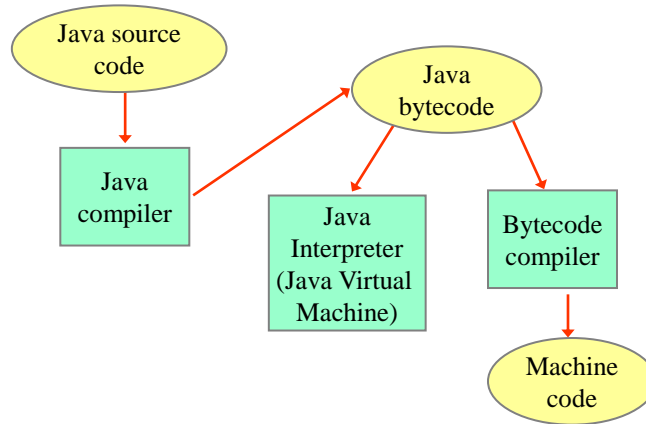 Java source
code
Java
bytecode
Java
compiler
Java
Interpreter
(Java Virtual
Machine)
Bytecode
compiler
Machine
code